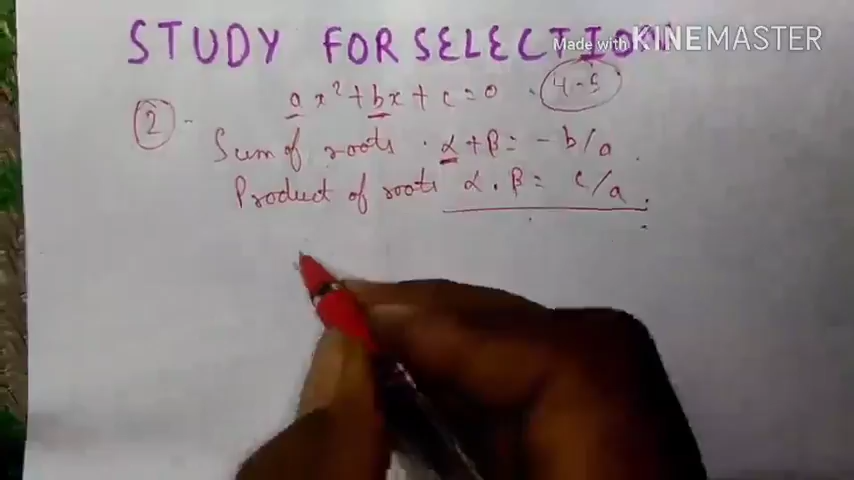 STUDY FOR SELECTION
Made with KINEMASTER
2 - ax² + bx + c = 0 . 4-5
Sum of roots . α + β = - b/a .
Product of roots α . β = c/a .